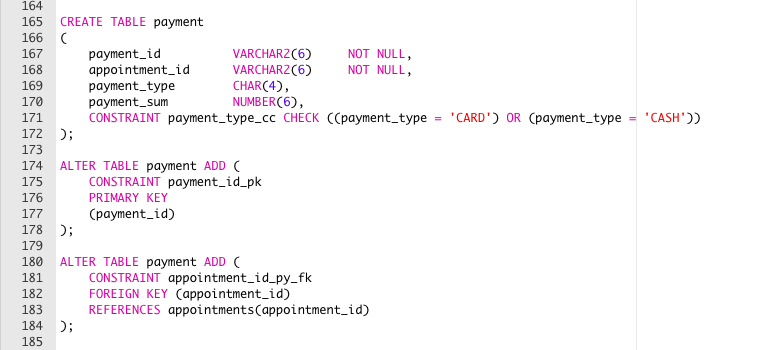 164
165 CREATE TABLE payment
166 (
167     payment_id          VARCHAR2(6)     NOT NULL,
168     appointment_id      VARCHAR2(6)     NOT NULL,
169     payment_type        CHAR(4),
170     payment_sum         NUMBER(6),
171     CONSTRAINT payment_type_cc CHECK ((payment_type = 'CARD') OR (payment_type = 'CASH'))
172 );
173
174 ALTER TABLE payment ADD (
175     CONSTRAINT payment_id_pk
176     PRIMARY KEY
177     (payment_id)
178 );
179
180 ALTER TABLE payment ADD (
181     CONSTRAINT appointment_id_py_fk
182     FOREIGN KEY (appointment_id)
183     REFERENCES appointments(appointment_id)
184 );
185